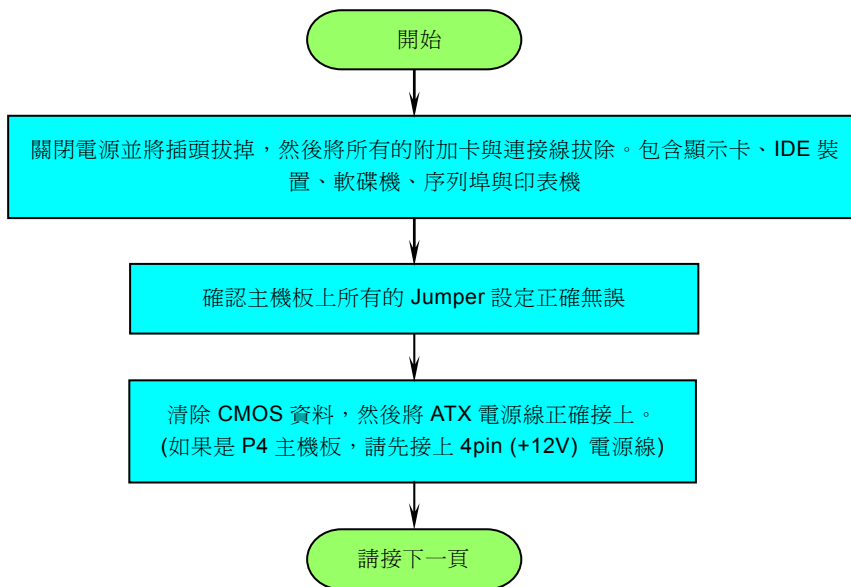 開始
關閉電源並將插頭拔掉，然後將所有的附加卡與連接線拔除。包含顯示卡、IDE 裝
置、軟碟機、序列埠與印表機
確認主機板上所有的 Jumper 設定正確無誤
清除 CMOS 資料，然後將 ATX 電源線正確接上。
(如果是 P4 主機板，請先接上 4pin (+12V) 電源線)
請接下一頁